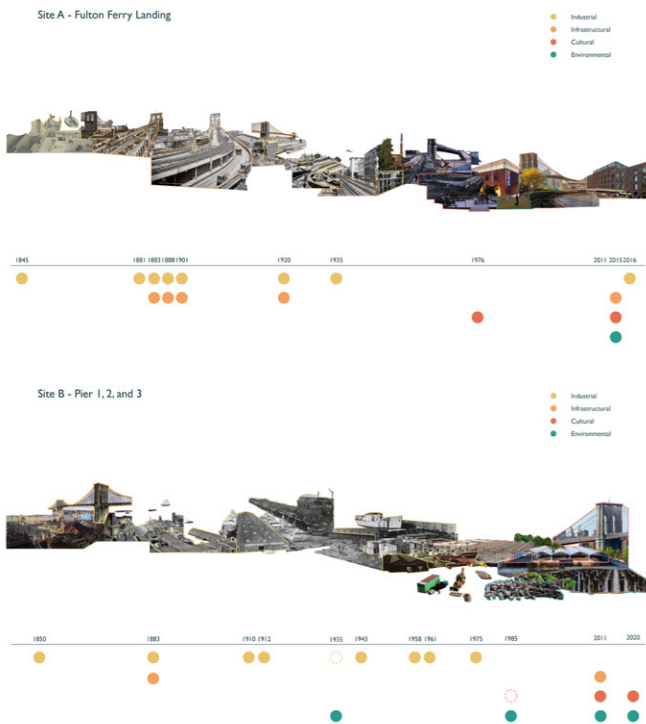 Site A - Fulton Ferry Landing
Industrial
Infrastructural
Cultural
Environmental
1845 1881 1883 1888 1901 1920 1935 1976 2011 2015 2016
Site B - Pier 1, 2, and 3
Industrial
Infrastructural
Cultural
Environmental
1850 1883 1910 1912 1935 1943 1958 1961 1975 1985 2011 2020